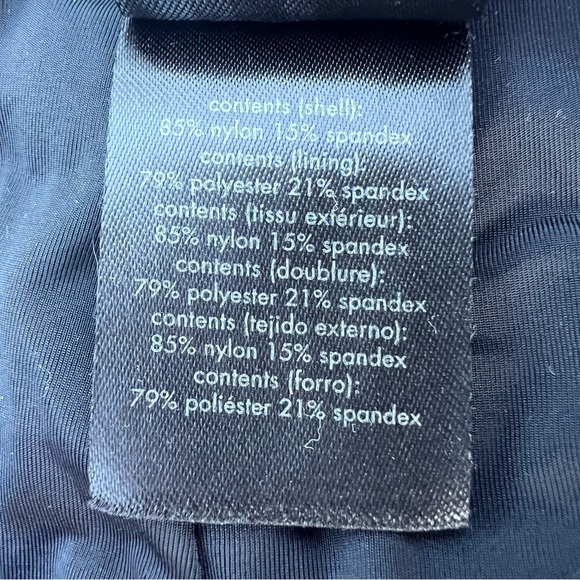 contents (shell):
85% nylon 15% spandex
contents (lining):
79% polyester 21% spandex
contents (tissu extérieur):
85% nylon 15% spandex
contents (doublure):
79% polyester 21% spandex
contents (tejido externo):
85% nylon 15% spandex
contents (forro):
79% poliéster 21% spandex